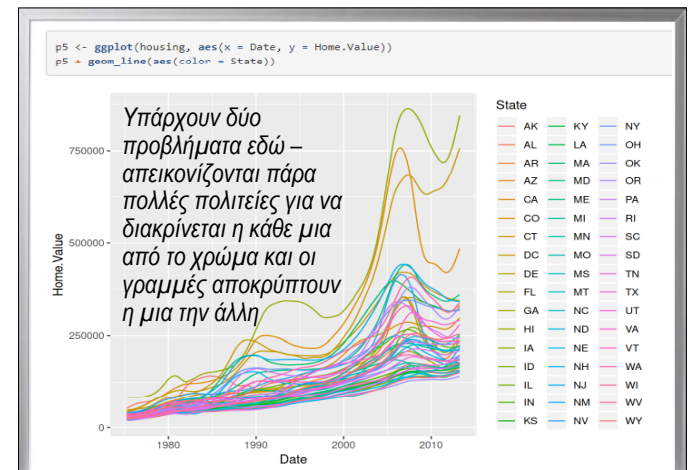 p5 <- ggplot(housing, aes(x = Date, y = Home.Value))
p5 + geom_line(aes(color = State))
Υπάρχουν δύο
προβλήματα εδώ –
απεικονίζονται πάρα
πολλές πολιτείες για να
διακρίνεται η κάθε μια
από το χρώμα και οι
γραμμές αποκρύπτουν
η μια την άλλη
Home.Value
750000
500000
250000
0
1980 1990 2000 2010
Date
State
AK KY NY
AL LA OH
AR MA OK
AZ MD OR
CA ME PA
CO MI RI
CT MN SC
DC MO SD
DE MS TN
FL MT TX
GA NC UT
HI ND VA
IA NE VT
ID NH WA
IL NJ WI
IN NM WV
KS NV WY